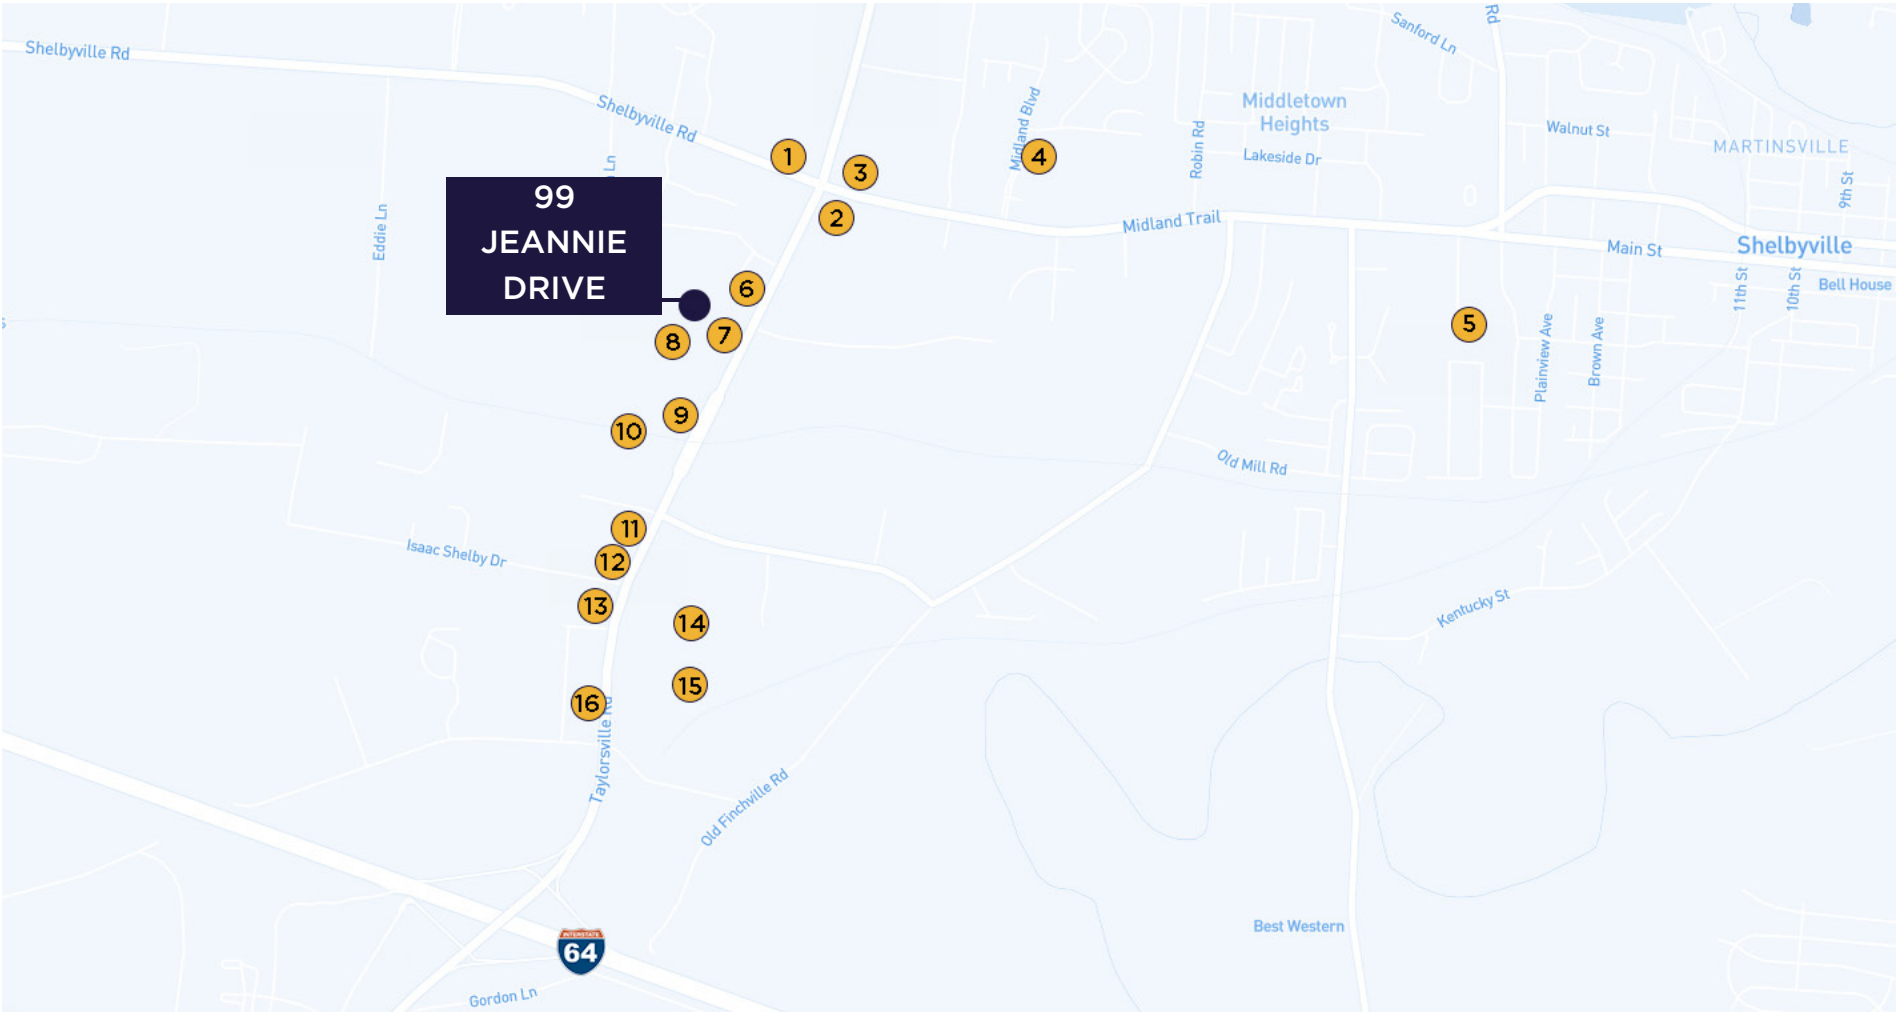 Shelbyville Rd
Shelbyville Rd
Sanford Ln
Rd
Midland Blvd
Middletown
Heights
Robin Rd
Lakeside Dr
Walnut St
MARTINSVILLE
9th St
1
3
4
2
Ln
99
JEANNIE
DRIVE
Eddie Ln
Midland Trail
Main St
Shelbyville
11th St
10th St
Bell House
6
7
8
5
Plainview Ave
Brown Ave
9
10
Old Mill Rd
11
12
Isaac Shelby Dr
13
14
Kentucky St
15
16
Taylorsville Rd
Old Finchville Rd
Best Western
INTERSTATE
64
Gordon Ln